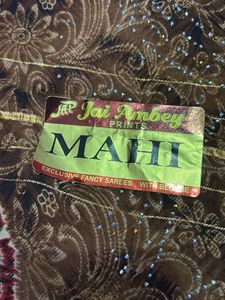 Jai Ambey
PRINTS
MAHI
EXCLUSIVE FANCY SAREES WITH BLOUSE